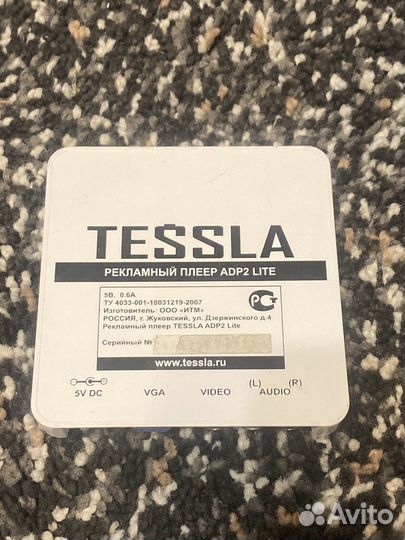 TESSLA
РЕКЛАМНЫЙ ПЛЕЕР ADP2 LITE
5В, 0.6А
ТУ 4033-001-18031219-2007
Изготовитель: ООО «ИТМ»
РОССИЯ, г. Жуковский, ул. Дзержинского д.4
Рекламный плеер TESSLA ADP2 Lite
Серийный №
РСТ
www.tessla.ru
5V DC
VGA
VIDEO
(L) AUDIO (R)
Avito